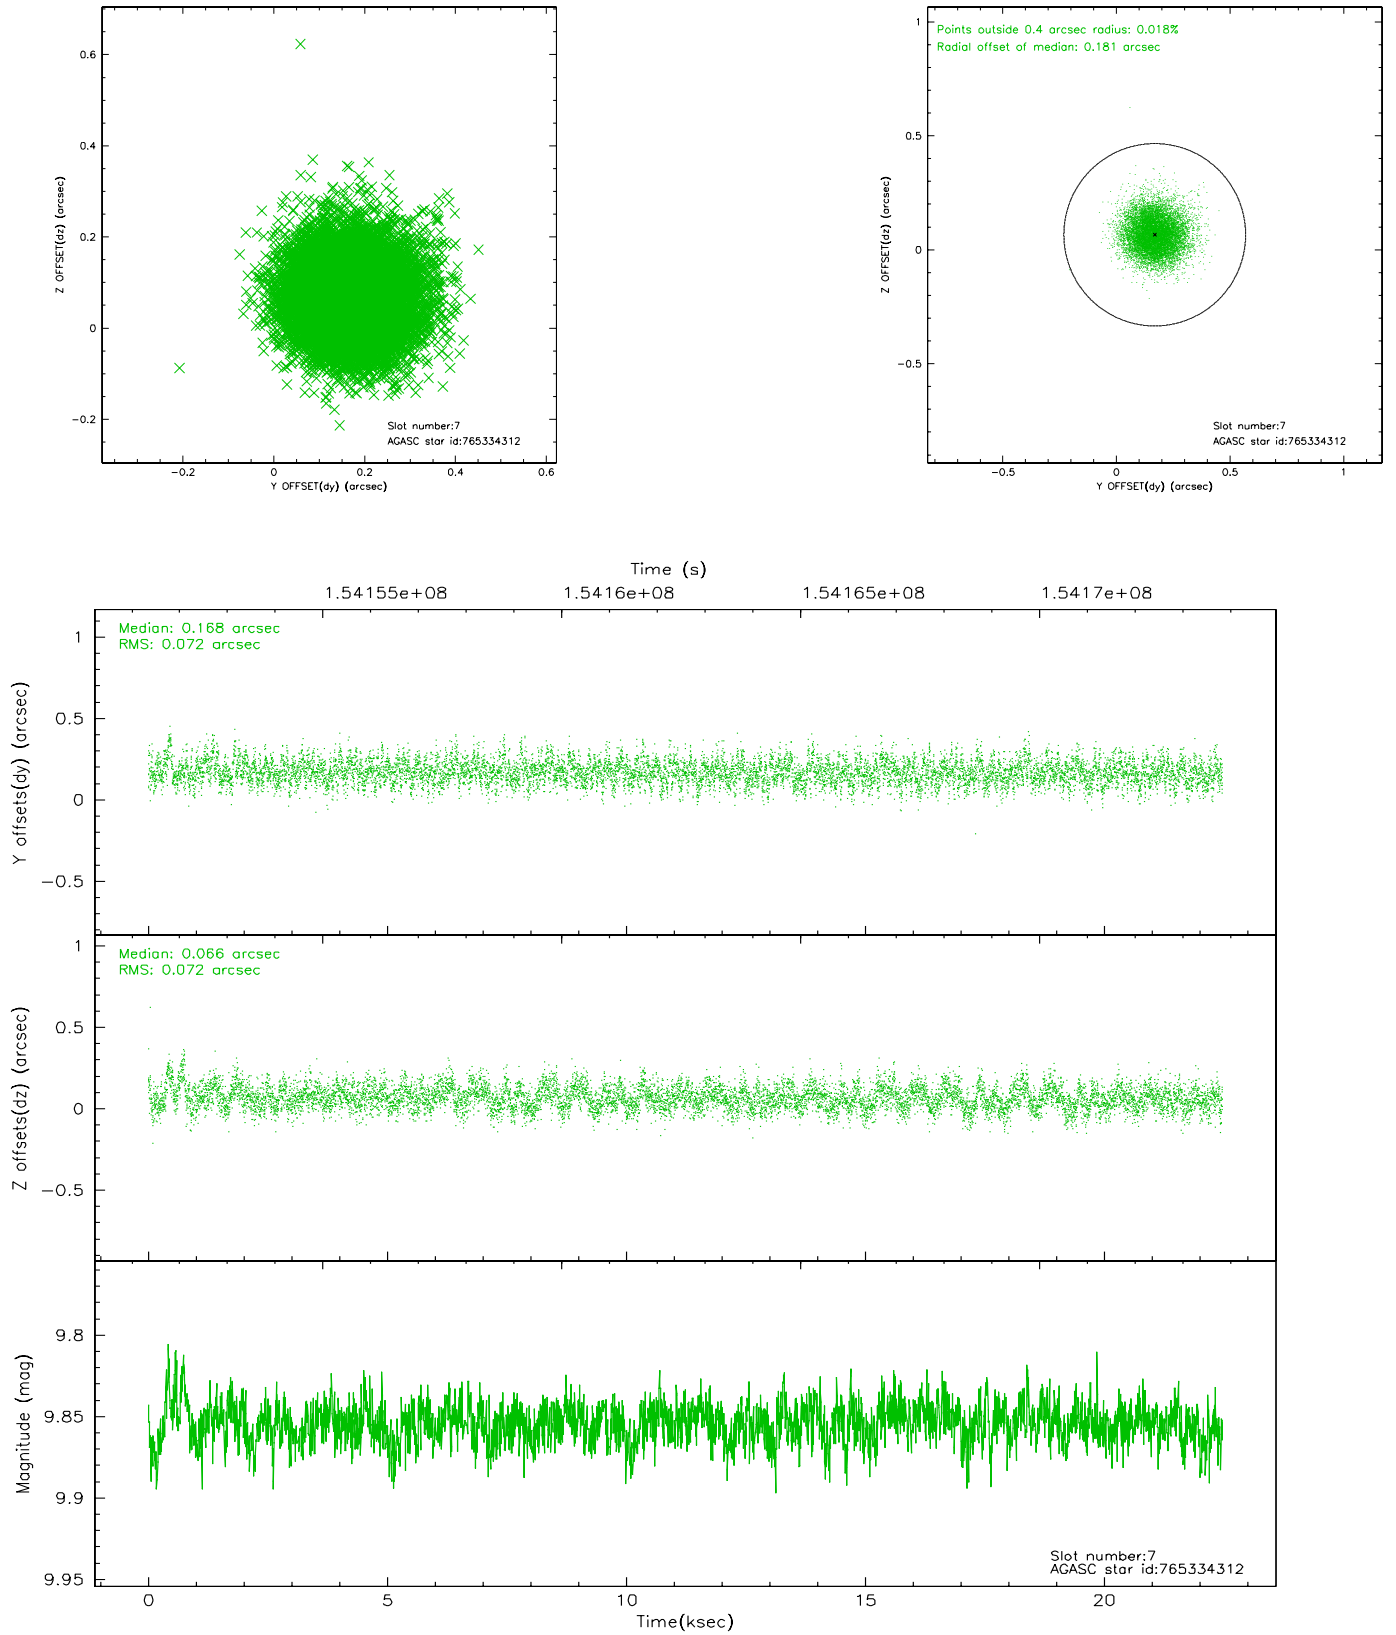 0.6
0.4
0.2
0
−0.2
Z OFFSET(dz) (arcsec)
Slot number:7
AGASC star id:765334312
−0.2 0 0.2 0.4 0.6
Y OFFSET(dy) (arcsec)
Points outside 0.4 arcsec radius: 0.018%
Radial offset of median: 0.181 arcsec
1
0.5
0
−0.5
Z OFFSET(dz) (arcsec)
Slot number:7
AGASC star id:765334312
−0.5 0 0.5 1
Y OFFSET(dy) (arcsec)
Time (s)
1.54155e+08 1.5416e+08 1.54165e+08 1.5417e+08
Median: 0.168 arcsec
RMS: 0.072 arcsec
1
0.5
0
−0.5
Y offsets(dy) (arcsec)
Median: 0.066 arcsec
RMS: 0.072 arcsec
1
0.5
0
−0.5
Z offsets(dz) (arcsec)
9.8
9.85
9.9
9.95
Magnitude (mag)
Slot number:7
AGASC star id:765334312
0 5 10 15 20
Time(ksec)